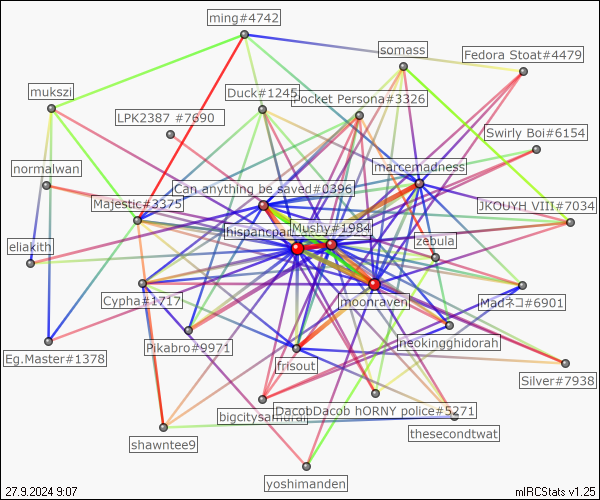 ming#4742
somass
Fedora Stoat#4479
mukszi
Duck#1245
Pocket Persona#3326
LPK2387 #7690
Swirly Boi#6154
marcemadness
normalwan
Can anything be saved#0396
Majestic#3375
JKOUYH VIII#7034
hispancpar
Mushy#1984
zebula
eliakith
Cypha#1717
moonraven
Madネコ#6901
Pikabro#9971
neokingghidorah
Eg.Master#1378
frisout
Silver#7938
bigcitysamurai
DacobDacob hORNY police#5271
thesecondtwat
shawntee9
yoshimanden
27.9.2024 9:07
mIRCStats v1.25